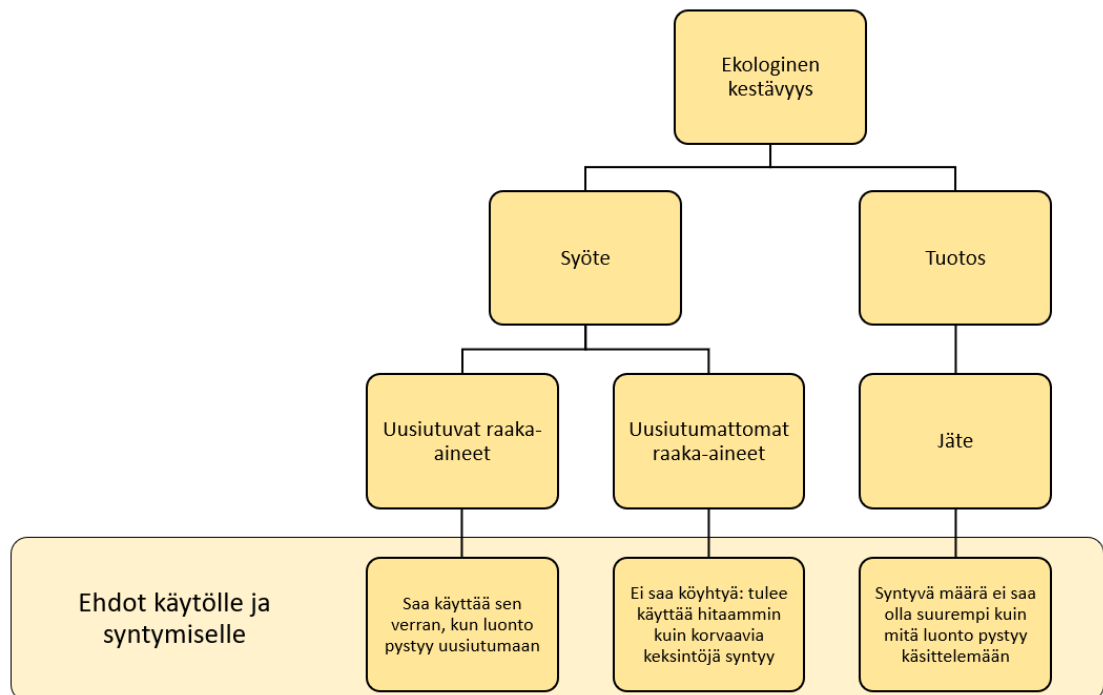 Ekologinen
kestävyys
Syöte
Tuotos
Uusiutuvat raaka-
aineet
Uusiutumattomat
raaka-aineet
Jäte
Ehdot käytölle ja
syntymiselle
Saa käyttää sen
verran, kun luonto
pystyy uusiutumaan
Ei saa köyhtyä: tulee
käyttää hitaammin
kuin korvaavia
keksintöjä syntyy
Syntyvä määrä ei saa
olla suurempi kuin
mitä luonto pystyy
käsittelemään